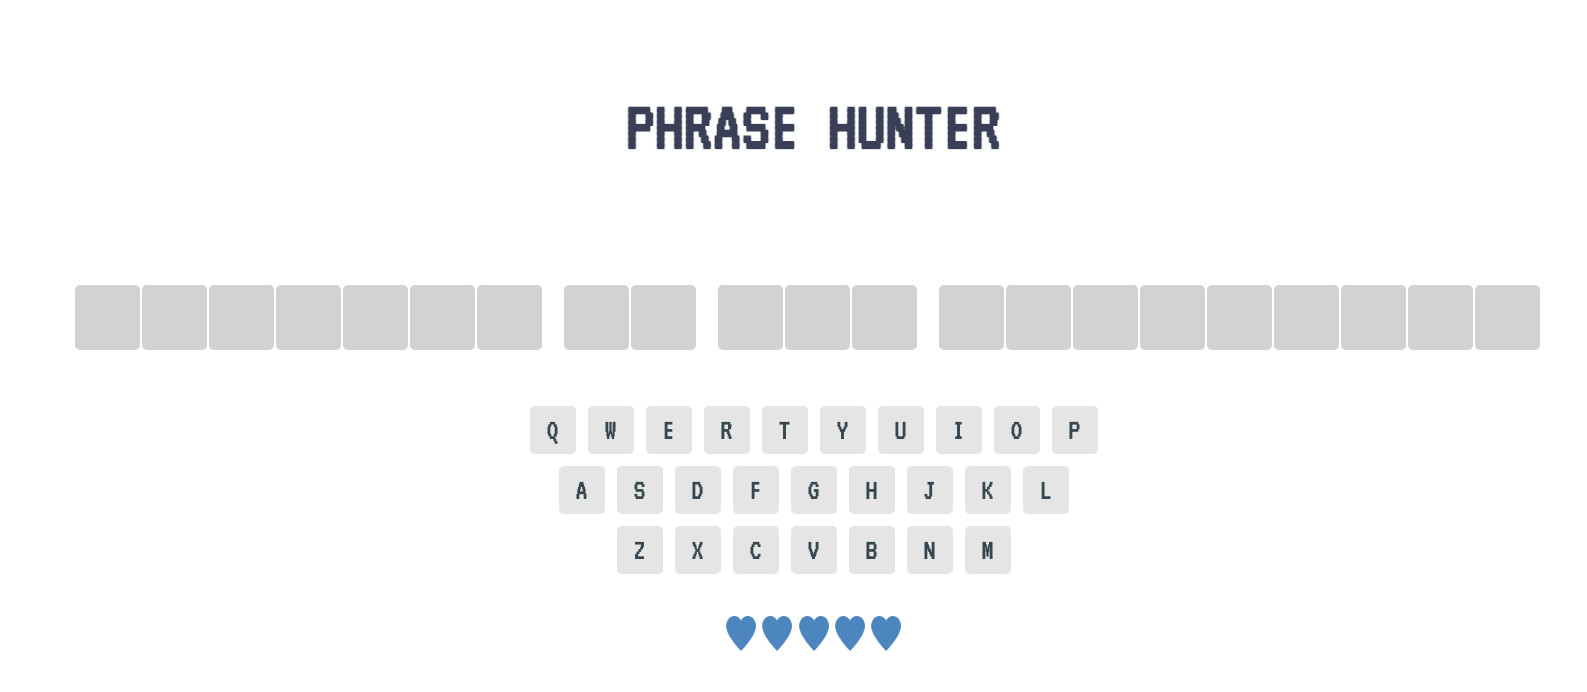 PHRASE HUNTER
Q W E R T Y U I O P
A S D F G H J K L
Z X C V B N M